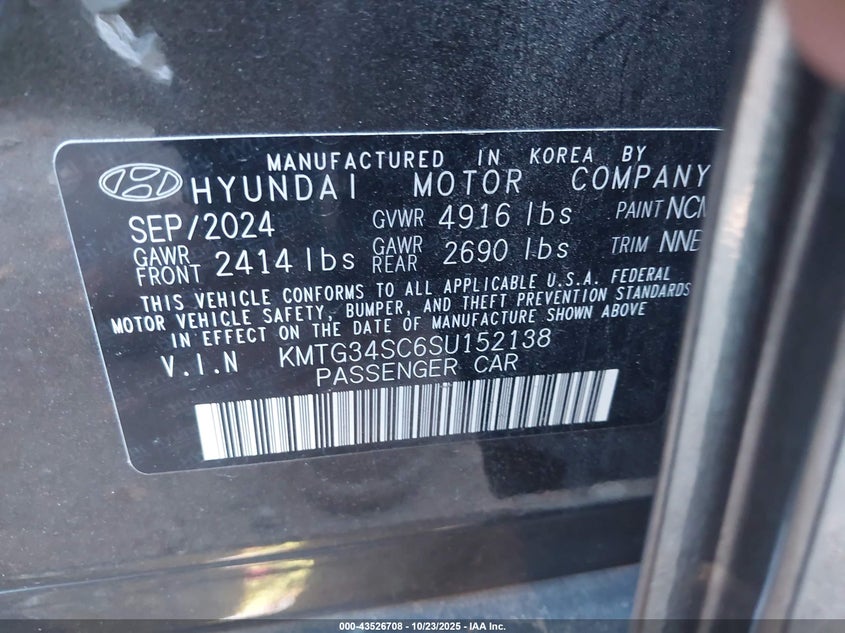 MANUFACTURED IN KOREA BY
HYUNDAI MOTOR COMPANY
SEP/2024 GVWR 4916 lbs PAINT
GAWR FRONT 2414 lbs GAWR REAR 2690 lbs TRIM
THIS VEHICLE CONFORMS TO ALL APPLICABLE U.S.A. FEDERAL
MOTOR VEHICLE SAFETY, BUMPER, AND THEFT PREVENTION STANDARDS
IN EFFECT ON THE DATE OF MANUFACTURE SHOWN ABOVE
V.I.N KMTG34SC6SU152138
PASSENGER CAR
000-43526708 - 10/23/2025 - IAA Inc.